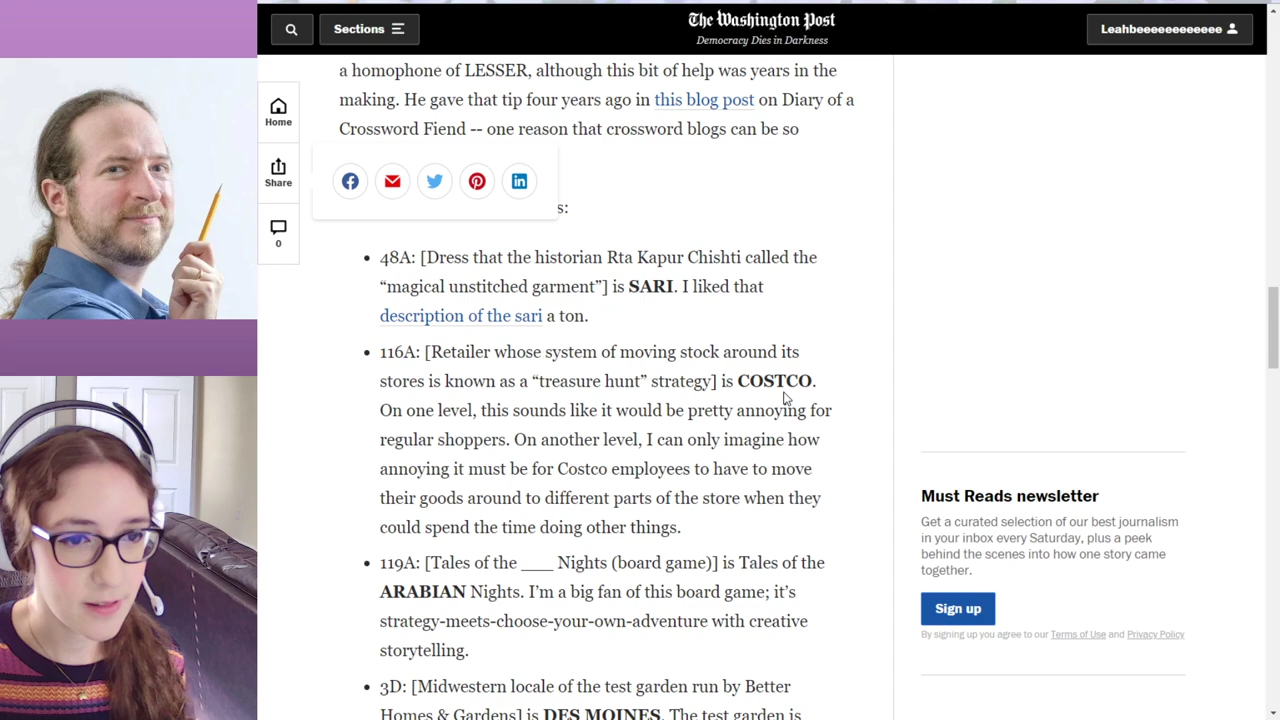 Sections
The Washington Post
Democracy Dies in Darkness
Leahbeeeeeeeeeeee
Home
Share
0
a homophone of LESSER, although this bit of help was years in the
making. He gave that tip four years ago in this blog post on Diary of a
Crossword Fiend -- one reason that crossword blogs can be so
s:
• 48A: [Dress that the historian Rta Kapur Chishti called the
“magical unstitched garment”] is SARI. I liked that
description of the sari a ton.
• 116A: [Retailer whose system of moving stock around its
stores is known as a “treasure hunt” strategy] is COSTCO.
On one level, this sounds like it would be pretty annoying for
regular shoppers. On another level, I can only imagine how
annoying it must be for Costco employees to have to move
their goods around to different parts of the store when they
could spend the time doing other things.
• 119A: [Tales of the ___ Nights (board game)] is Tales of the
ARABIAN Nights. I’m a big fan of this board game; it’s
strategy-meets-choose-your-own-adventure with creative
storytelling.
• 3D: [Midwestern locale of the test garden run by Better
Homes & Gardens] is DES MOINES. The test garden is
Must Reads newsletter
Get a curated selection of our best journalism
in your inbox every Saturday, plus a peek
behind the scenes into how one story came
together.
Sign up
By signing up you agree to our Terms of Use and Privacy Policy